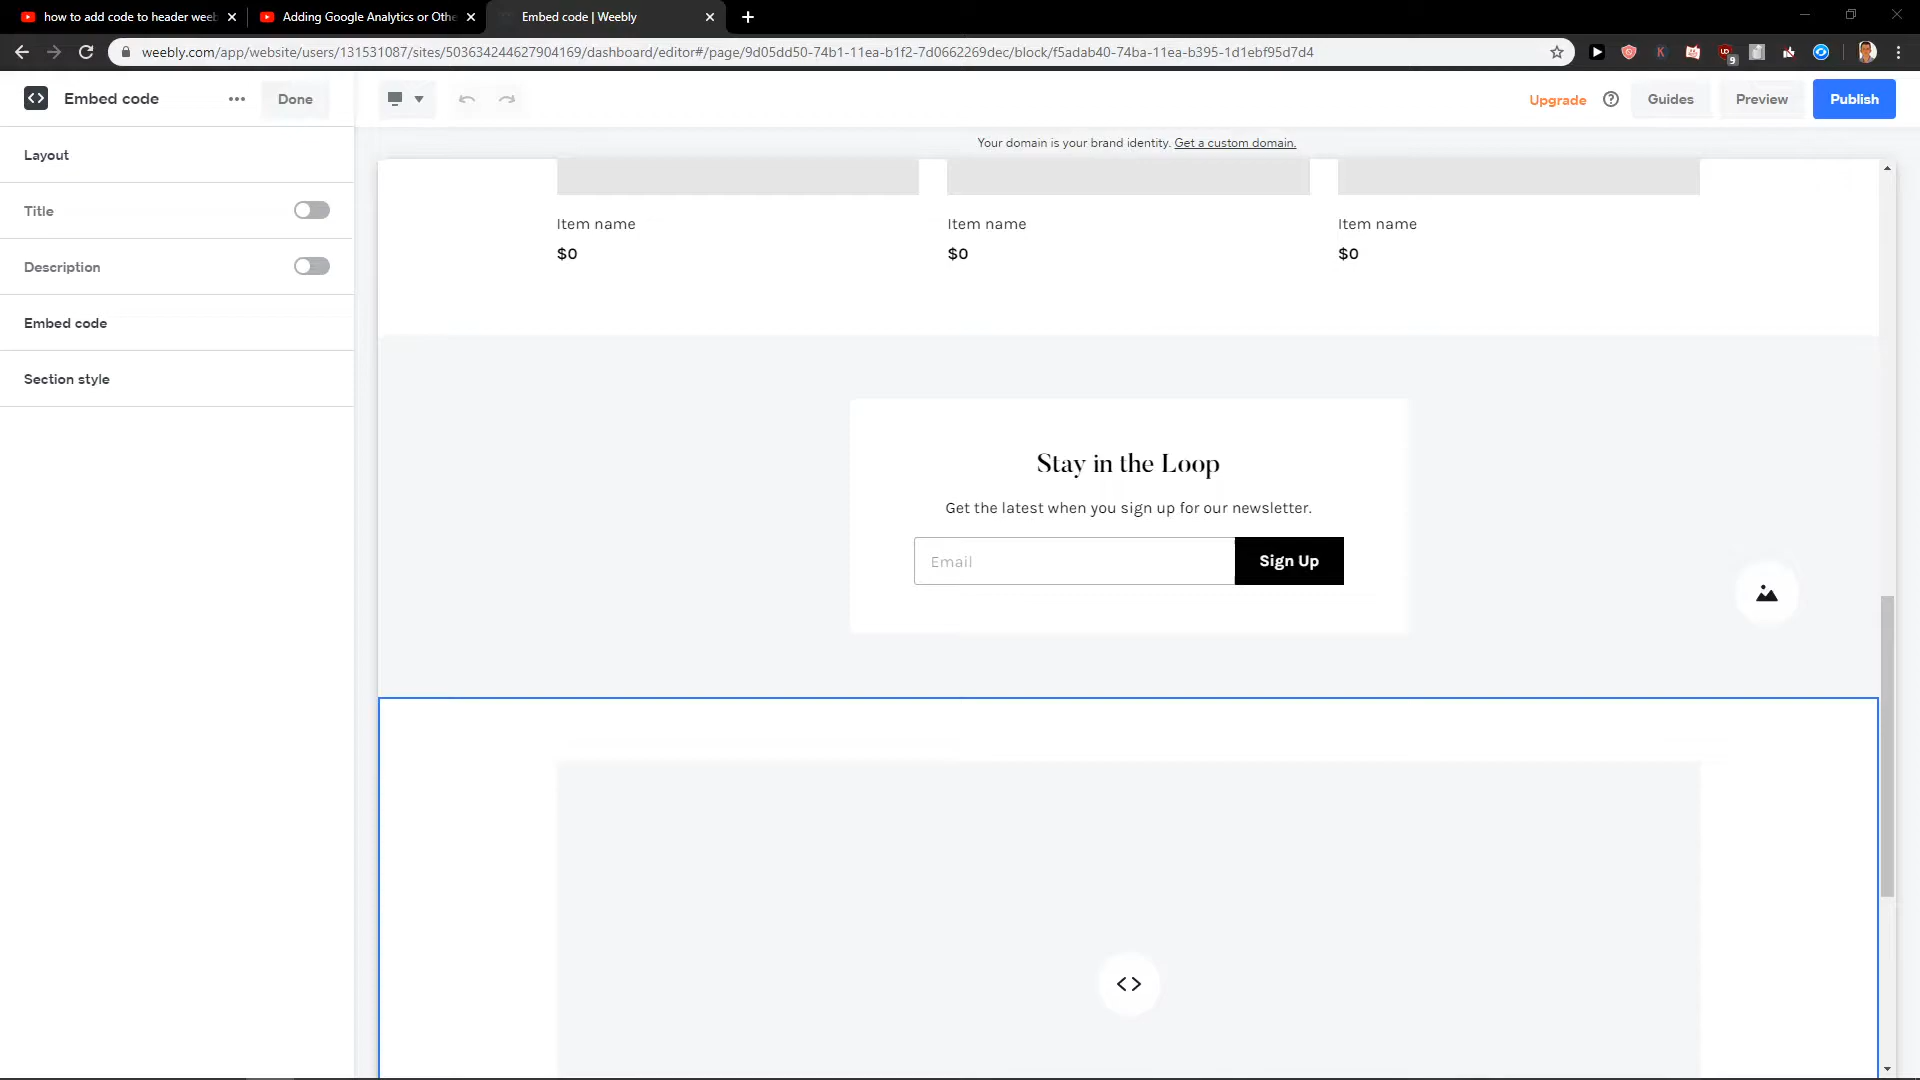 how to add code to header weeb
Adding Google Analytics or Othe
Embed code | Weebly
weebly.com/app/website/users/131531087/sites/503634244627904169/dashboard/editor#/page/9d05dd50-74b1-11ea-b1f2-7d0662269dec/block/f5adab40-74ba-11ea-b395-1d1ebf95d7d4
9
Embed code
Done
Upgrade
Guides
Preview
Publish
Your domain is your brand identity. Get a custom domain.
Layout
Title
Description
Embed code
Section style
Item name
$0
Item name
$0
Item name
$0
Stay in the Loop
Get the latest when you sign up for our newsletter.
Email
Sign Up